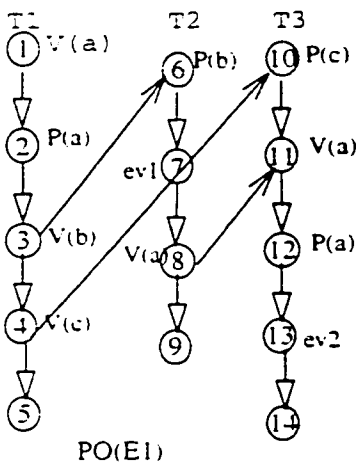 T1 T2 T3
1 V(a)
6 P(b)
10 P(c)
2 P(a)
ev1 7
11 V(a)
3 V(b)
V(a) 8
12 P(a)
4 V(c)
9
13 ev2
5
14
PO(E1)